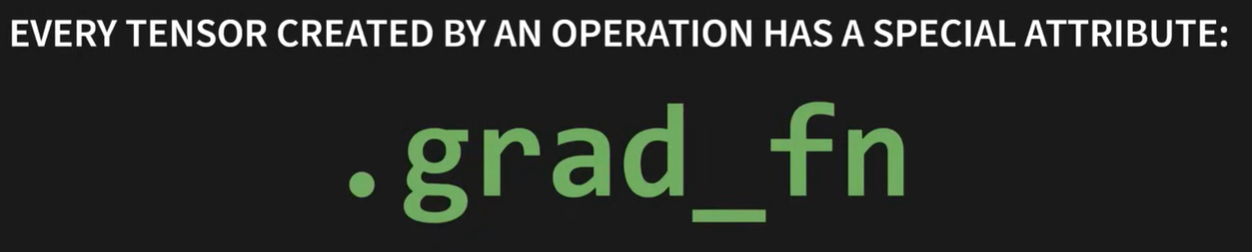 EVERY TENSOR CREATED BY AN OPERATION HAS A SPECIAL ATTRIBUTE:
.grad_fn